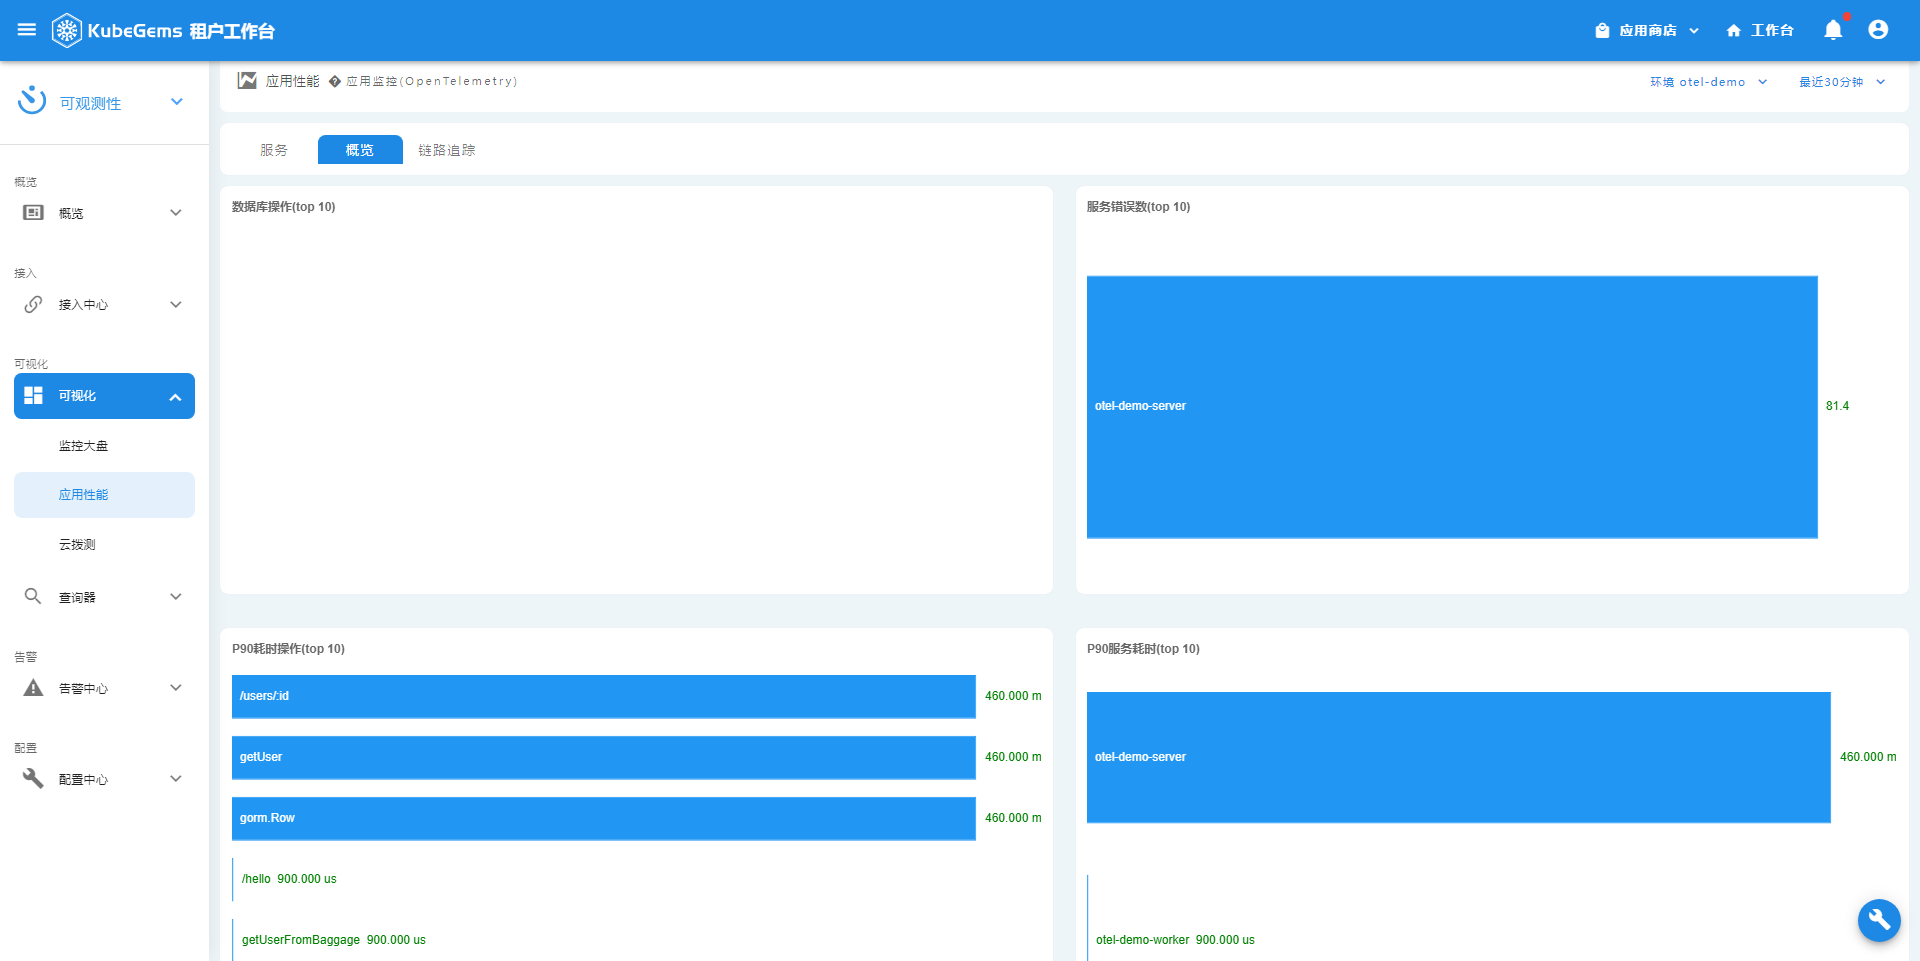 KubeGems 租户工作台
应用商店
工作台
可观测性
概览
概览
接入
接入中心
可视化
可视化
监控大盘
应用性能
云拨测
查询器
告警
告警中心
配置
配置中心
应用性能 应用监控(OpenTelemetry)
环境 otel-demo
最近30分钟
服务
概览
链路追踪
数据库操作(top 10)
服务错误数(top 10)
otel-demo-server
81.4
P90耗时操作(top 10)
/users/:id 460.000 m
getUser 460.000 m
gorm.Row 460.000 m
/hello 900.000 us
getUserFromBaggage 900.000 us
P90服务耗时(top 10)
otel-demo-server 460.000 m
otel-demo-worker 900.000 us